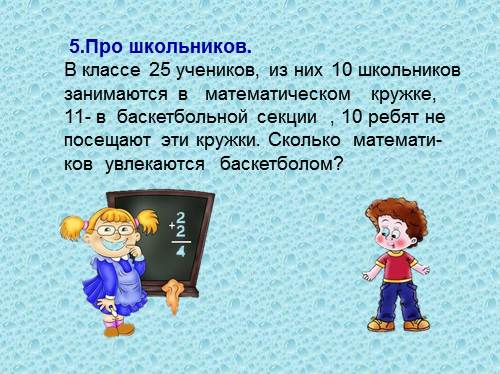 5.Про школьников.
В классе 25 учеников, из них 10 школьников
занимаются в математическом кружке,
11- в баскетбольной секции , 10 ребят не
посещают эти кружки. Сколько математи-
ков увлекаются баскетболом?
2
+
2
4